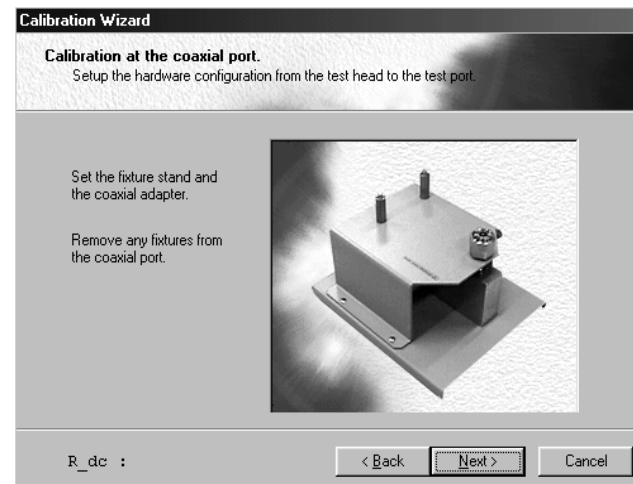 Calibration Wizard
Calibration at the coaxial port.
Setup the hardware configuration from the test head to the test port.
Set the fixture stand and
the coaxial adapter.
Remove any fixtures from
the coaxial port.
R_dc :
< Back
Next >
Cancel